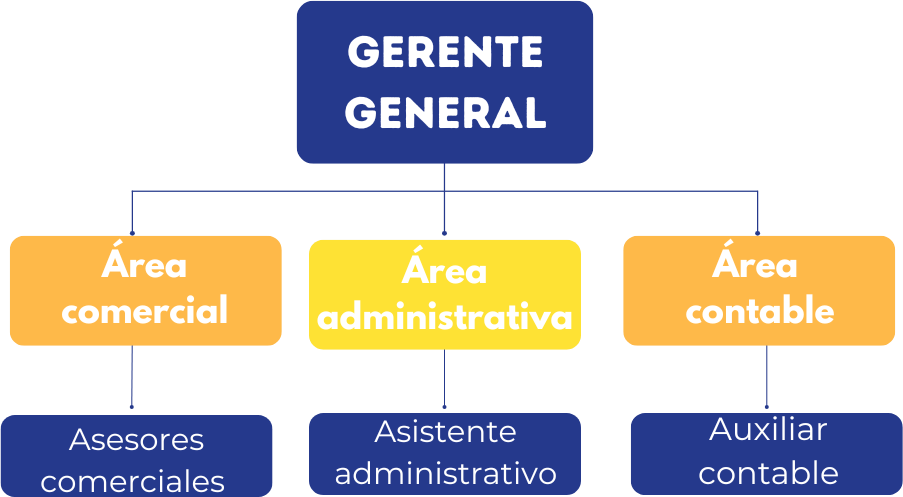 GERENTE
GENERAL
Área
comercial
Área
administrativa
Área
contable
Asesores
comerciales
Asistente
administrativo
Auxiliar
contable